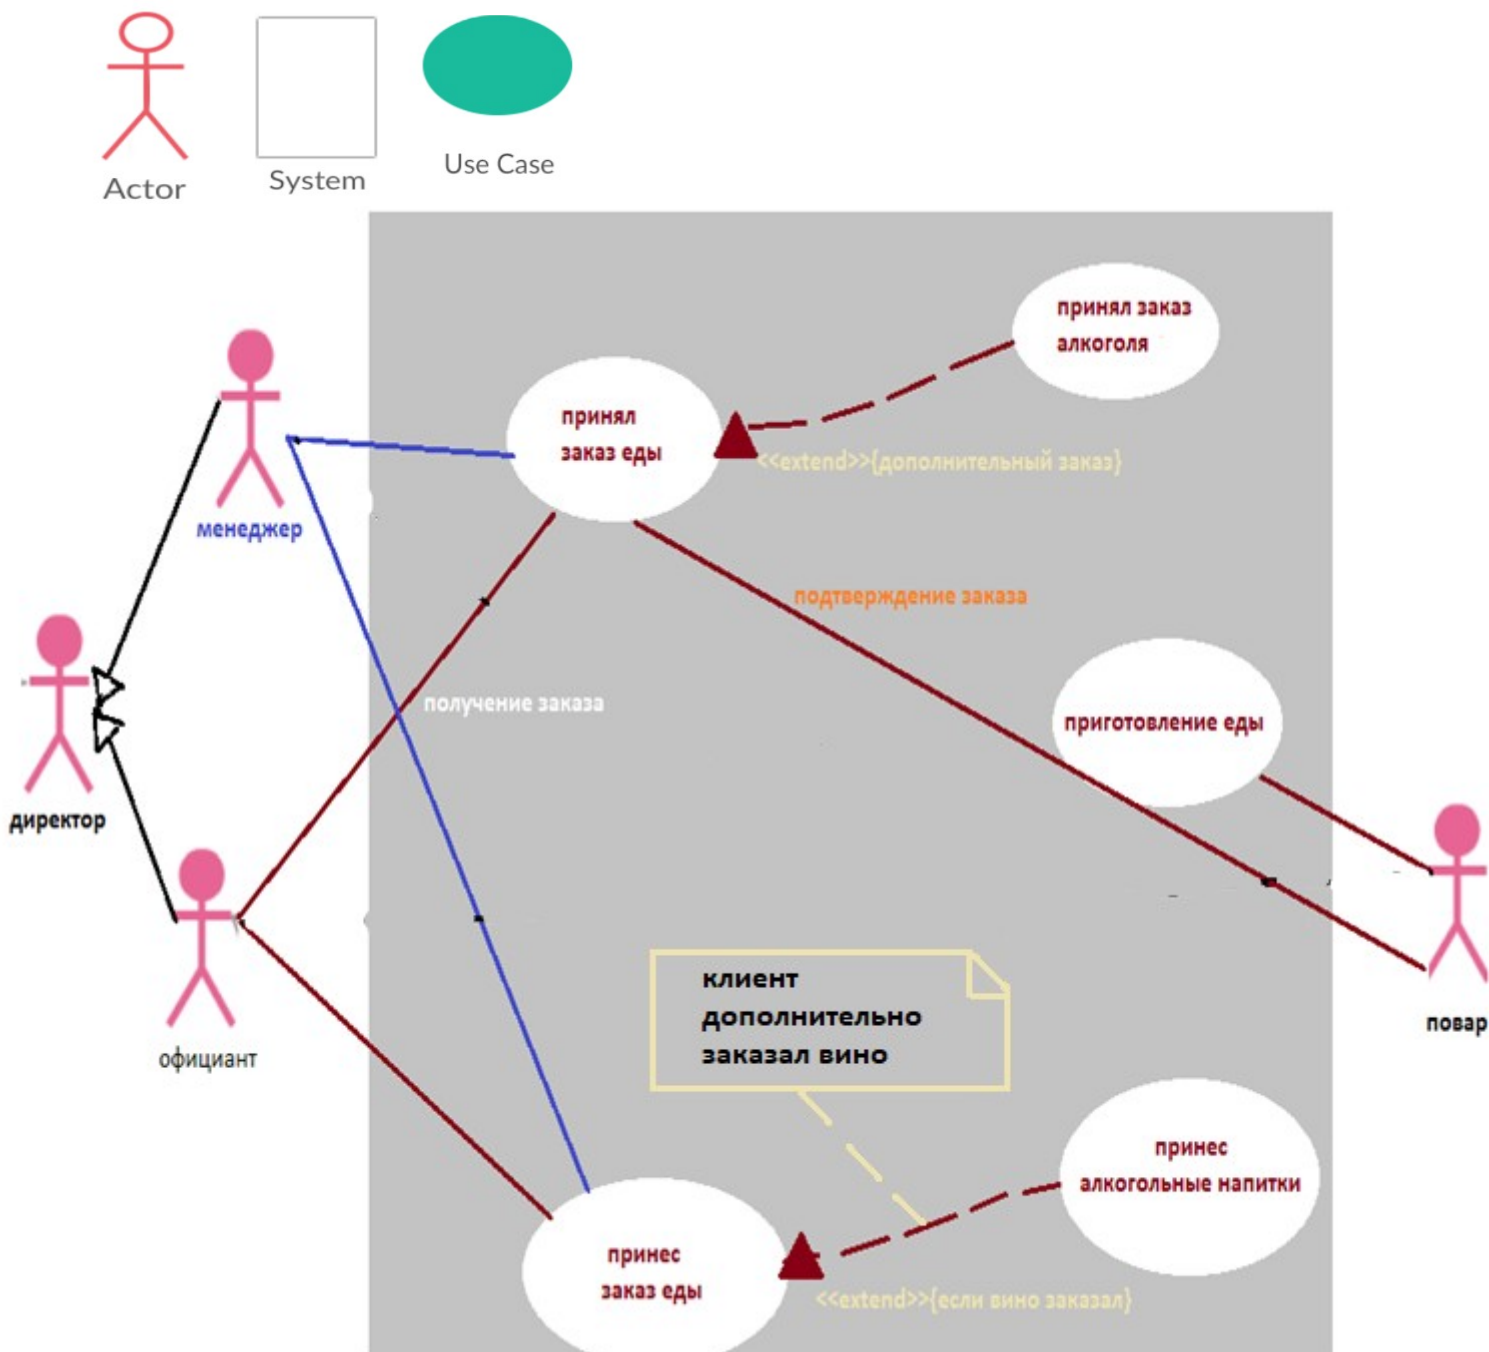 Actor
System
Use Case
принял заказ
алкоголя
принял
заказ еды
<<extend>>{дополнительный заказ}
менеджер
подтверждение заказа
получение заказа
приготовление еды
директор
клиент
дополнительно
заказал вино
повар
официант
принес
алкогольные напитки
принес
заказ еды
<<extend>>{если вино заказал}